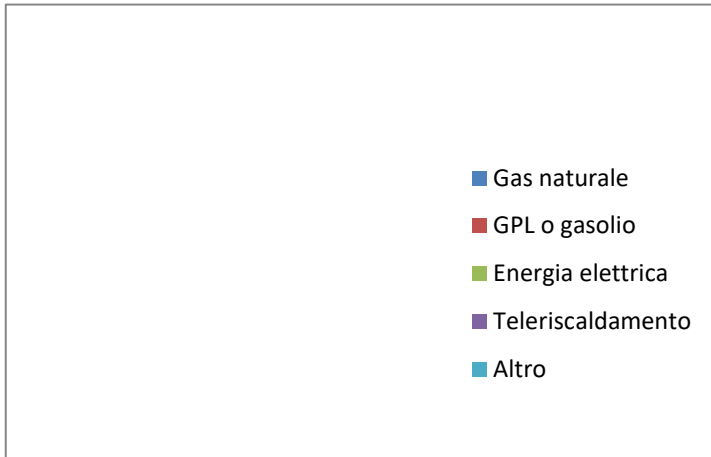 Gas naturale
GPL o gasolio
Energia elettrica
Teleriscaldamento
Altro